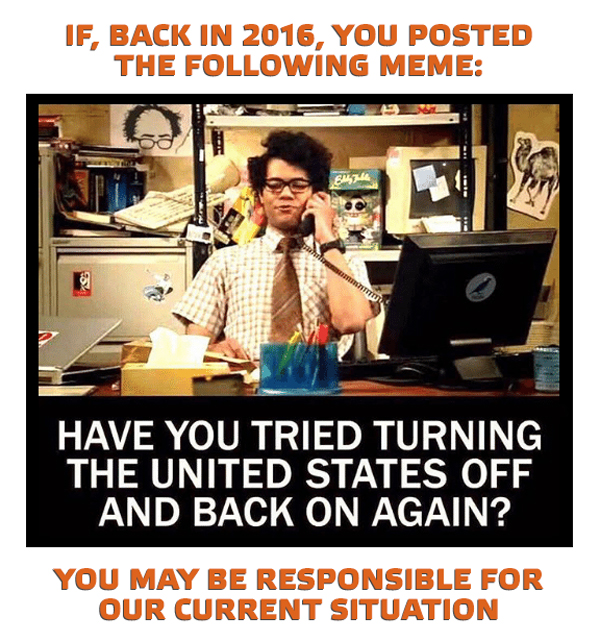 IF, BACK IN 2016, YOU POSTED
THE FOLLOWING MEME:
HAVE YOU TRIED TURNING
THE UNITED STATES OFF
AND BACK ON AGAIN?
YOU MAY BE RESPONSIBLE FOR
OUR CURRENT SITUATION